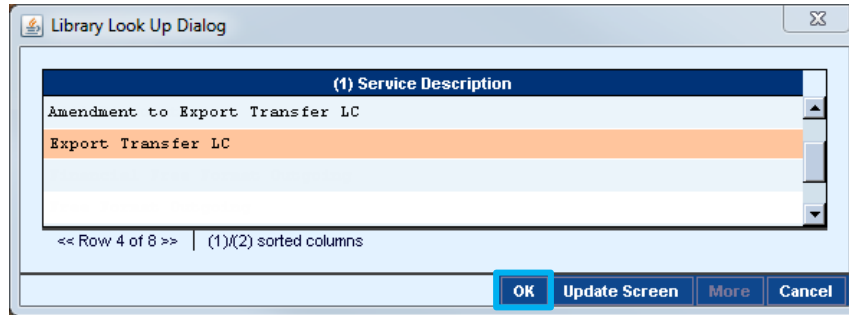 Library Look Up Dialog
(1) Service Description
Amendment to Export Transfer LC
Export Transfer LC
<< Row 4 of 8 >> | (1)/(2) sorted columns
OK Update Screen More Cancel